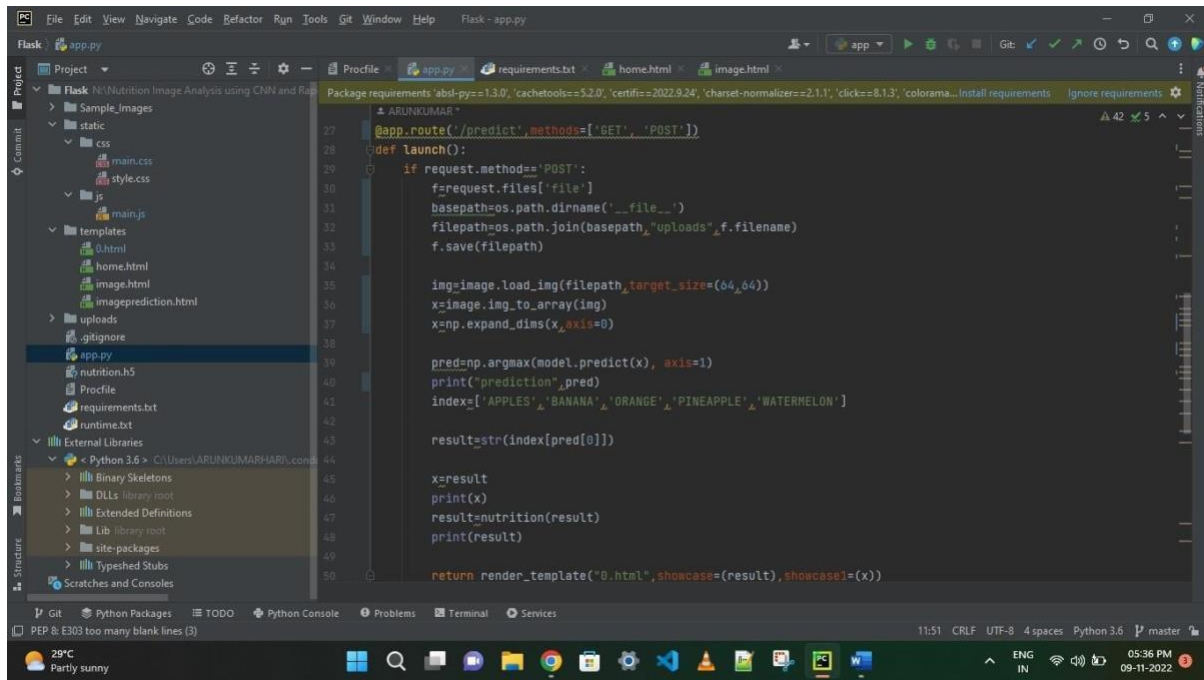 PC File Edit View Navigate Code Refactor Run Tools Git Window Help Flask - app.py
Flask app.py app Git:
Project Procfile app.py requirements.txt home.html image.html
Flask N:\Nutrition Image Analysis using CNN and Rap
Sample_Images
static
css
main.css
style.css
js
main.js
templates
0.html
home.html
image.html
imageprediction.html
uploads
.gitignore
app.py
nutrition.h5
Procfile
requirements.txt
runtime.txt
External Libraries
< Python 3.6 > C:\Users\ARUNKUMARHARI\.cond
Binary Skeletons
DLLs library root
Extended Definitions
Lib library root
site-packages
Typeshed Stubs
Scratches and Consoles
Package requirements 'absl-py==1.3.0', 'cachetools==5.2.0', 'certifi==2022.9.24', 'charset-normalizer==2.1.1', 'click==8.1.3', 'colorama... Install requirements Ignore requirements
ARUNKUMAR *
42 5
27 @app.route('/predict',methods=['GET', 'POST'])
28 def launch():
29 if request.method=='POST':
30 f=request.files['file']
31 basepath=os.path.dirname('__file__')
32 filepath=os.path.join(basepath,"uploads",f.filename)
33 f.save(filepath)
34
35 img=image.load_img(filepath,target_size=(64,64))
36 x=image.img_to_array(img)
37 x=np.expand_dims(x,axis=0)
38
39 pred=np.argmax(model.predict(x), axis=1)
40 print("prediction",pred)
41 index=['APPLES','BANANA','ORANGE','PINEAPPLE','WATERMELON']
42
43 result=str(index[pred[0]])
44
45 x=result
46 print(x)
47 result=nutrition(result)
48 print(result)
49
50 return render_template("0.html",showcase=(result),showcase1=(x))
Project
Commit
Bookmarks
Structure
Notifications
Git Python Packages TODO Python Console Problems Terminal Services
PEP 8: E303 too many blank lines (3) 11:51 CRLF UTF-8 4 spaces Python 3.6 master
29°C
Partly sunny
ENG
IN
05:36 PM
09-11-2022
3